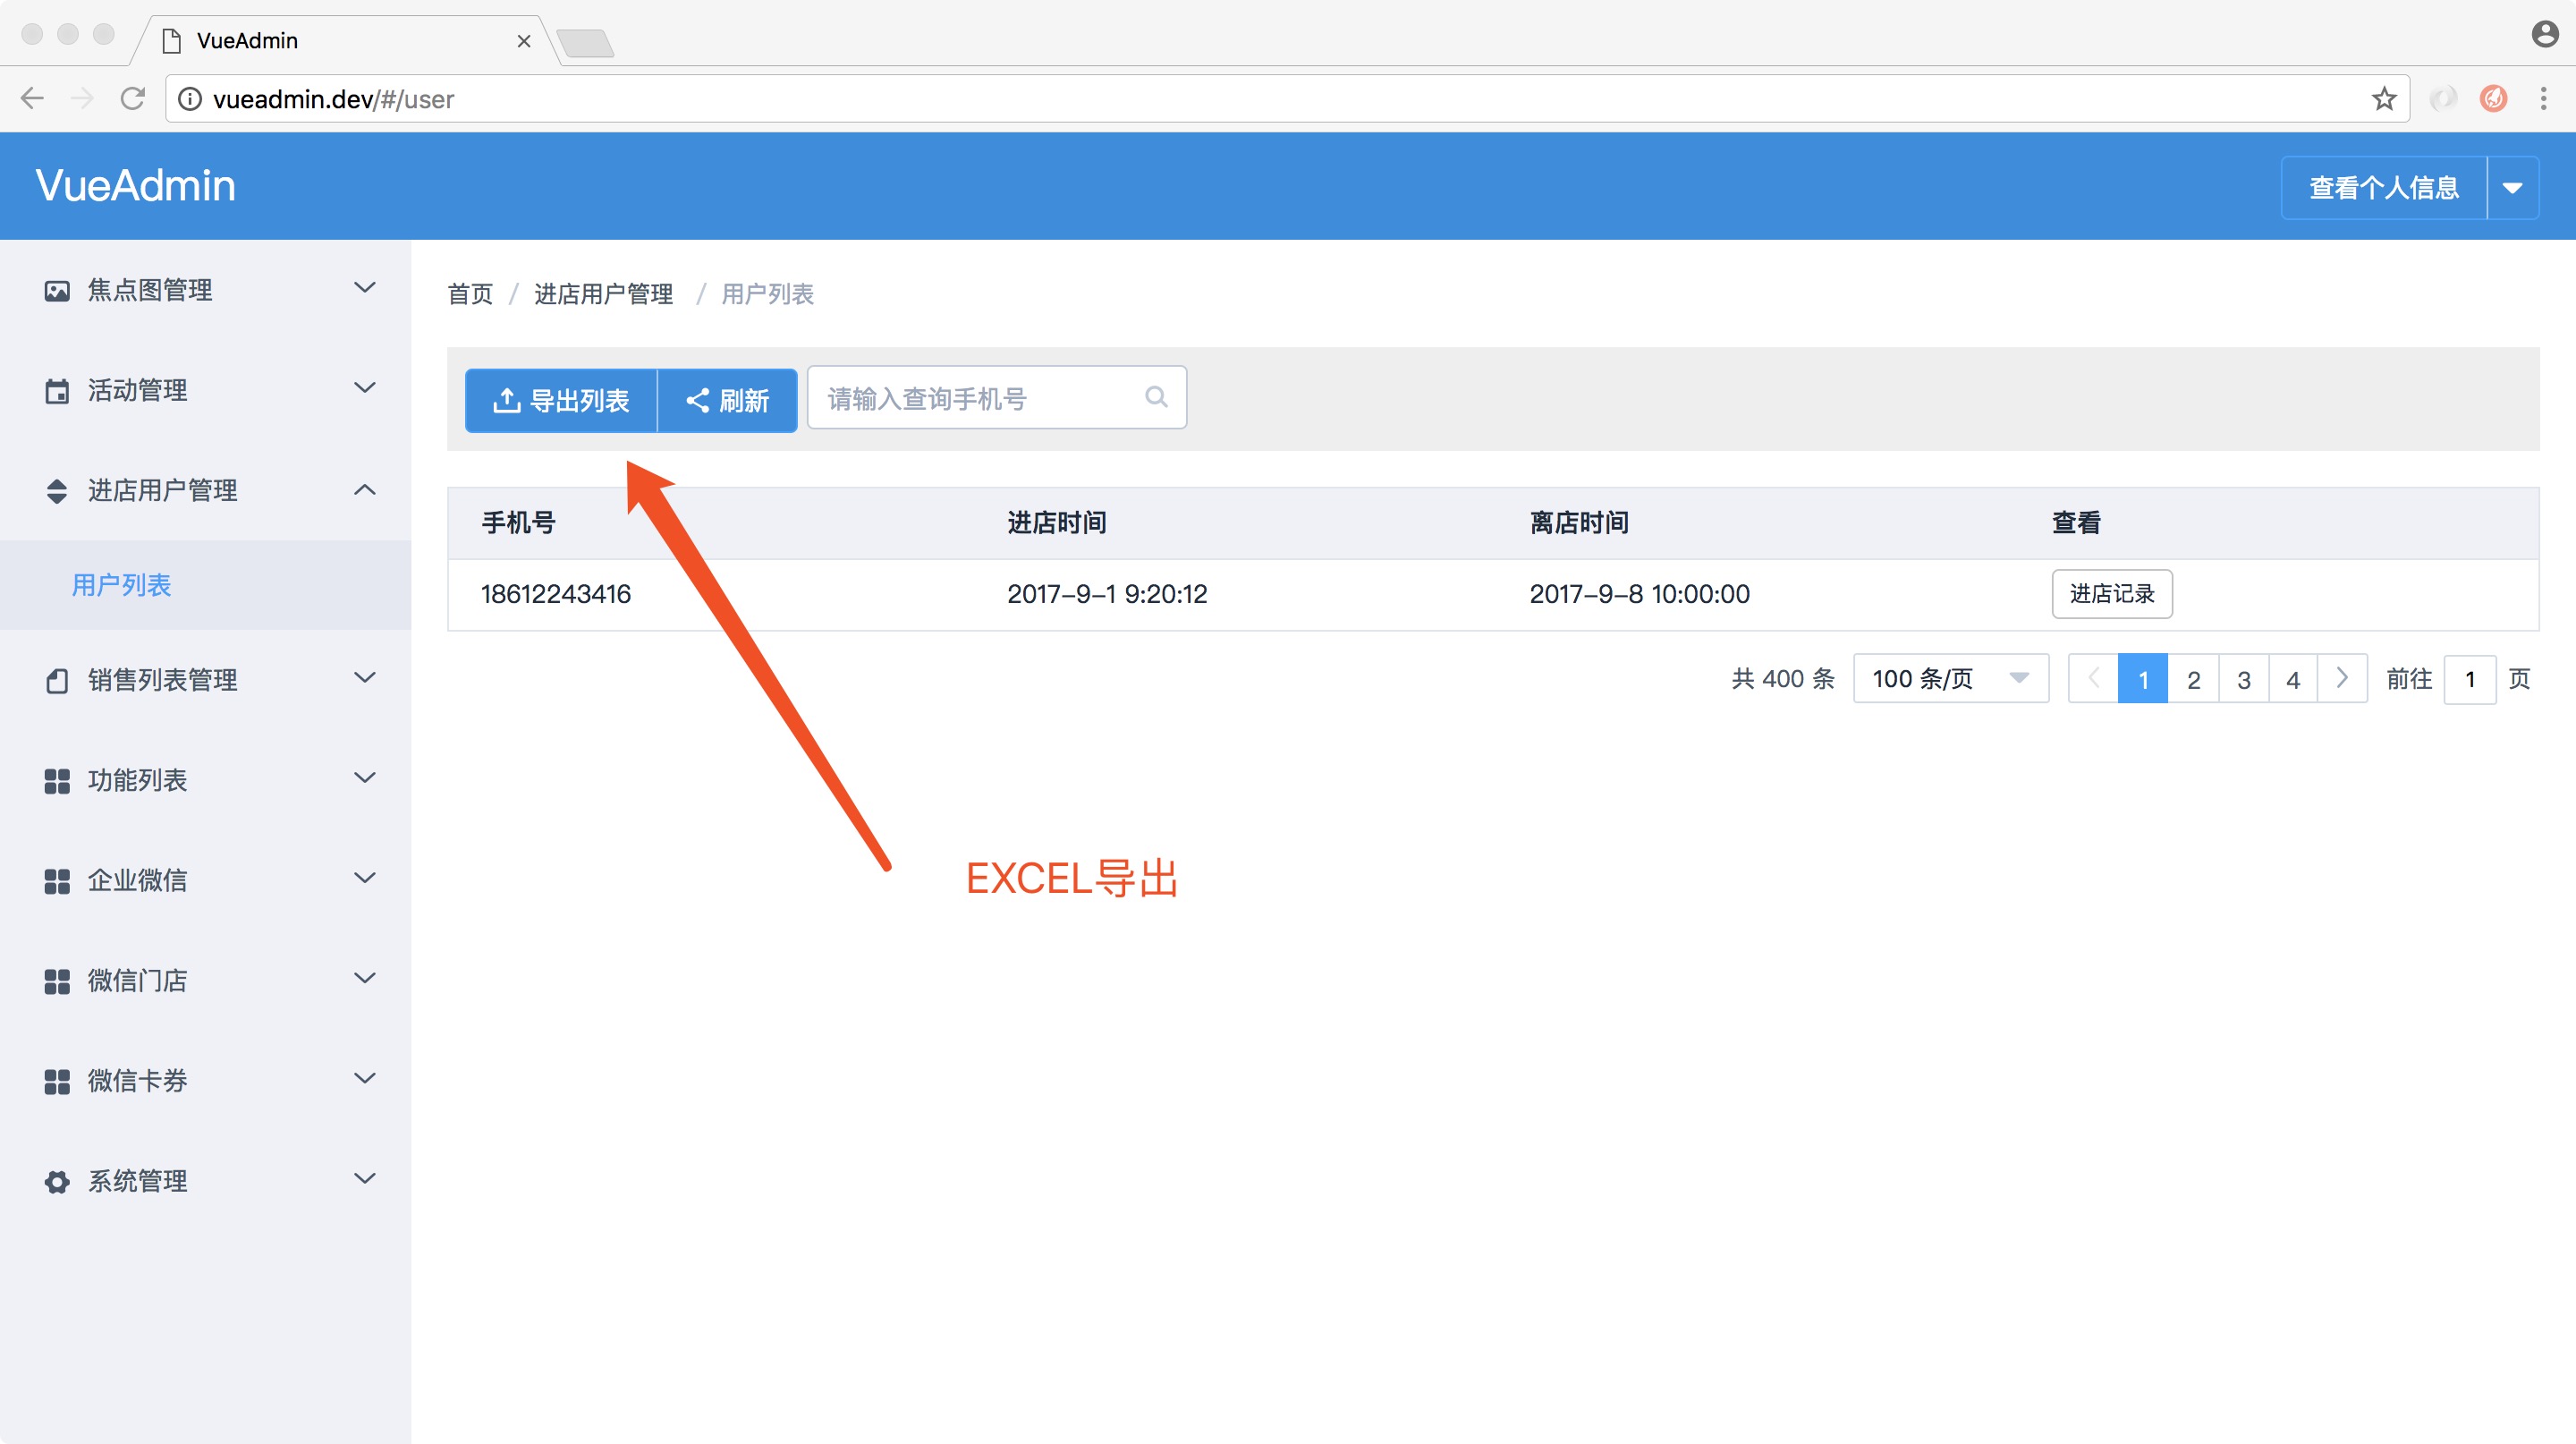 VueAdmin
vueadmin.dev/#/user
VueAdmin
查看个人信息
焦点图管理
活动管理
进店用户管理
用户列表
销售列表管理
功能列表
企业微信
微信门店
微信卡券
系统管理
首页 / 进店用户管理 / 用户列表
导出列表 刷新 请输入查询手机号
手机号 进店时间 离店时间 查看
18612243416 2017-9-1 9:20:12 2017-9-8 10:00:00 进店记录
共 400 条 100 条/页 1 2 3 4 前往 1 页
EXCEL导出